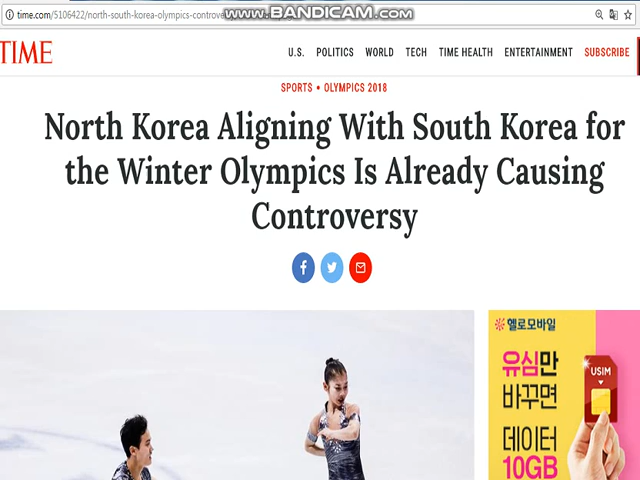 www.BANDICAM.com
time.com/5106422/north-south-korea-olympics-controve
TIME
U.S. POLITICS WORLD TECH TIME HEALTH ENTERTAINMENT SUBSCRIBE
SPORTS • OLYMPICS 2018
North Korea Aligning With South Korea for
the Winter Olympics Is Already Causing
Controversy
헬로모바일
유심만
바꾸면
데이터
10GB
USIM